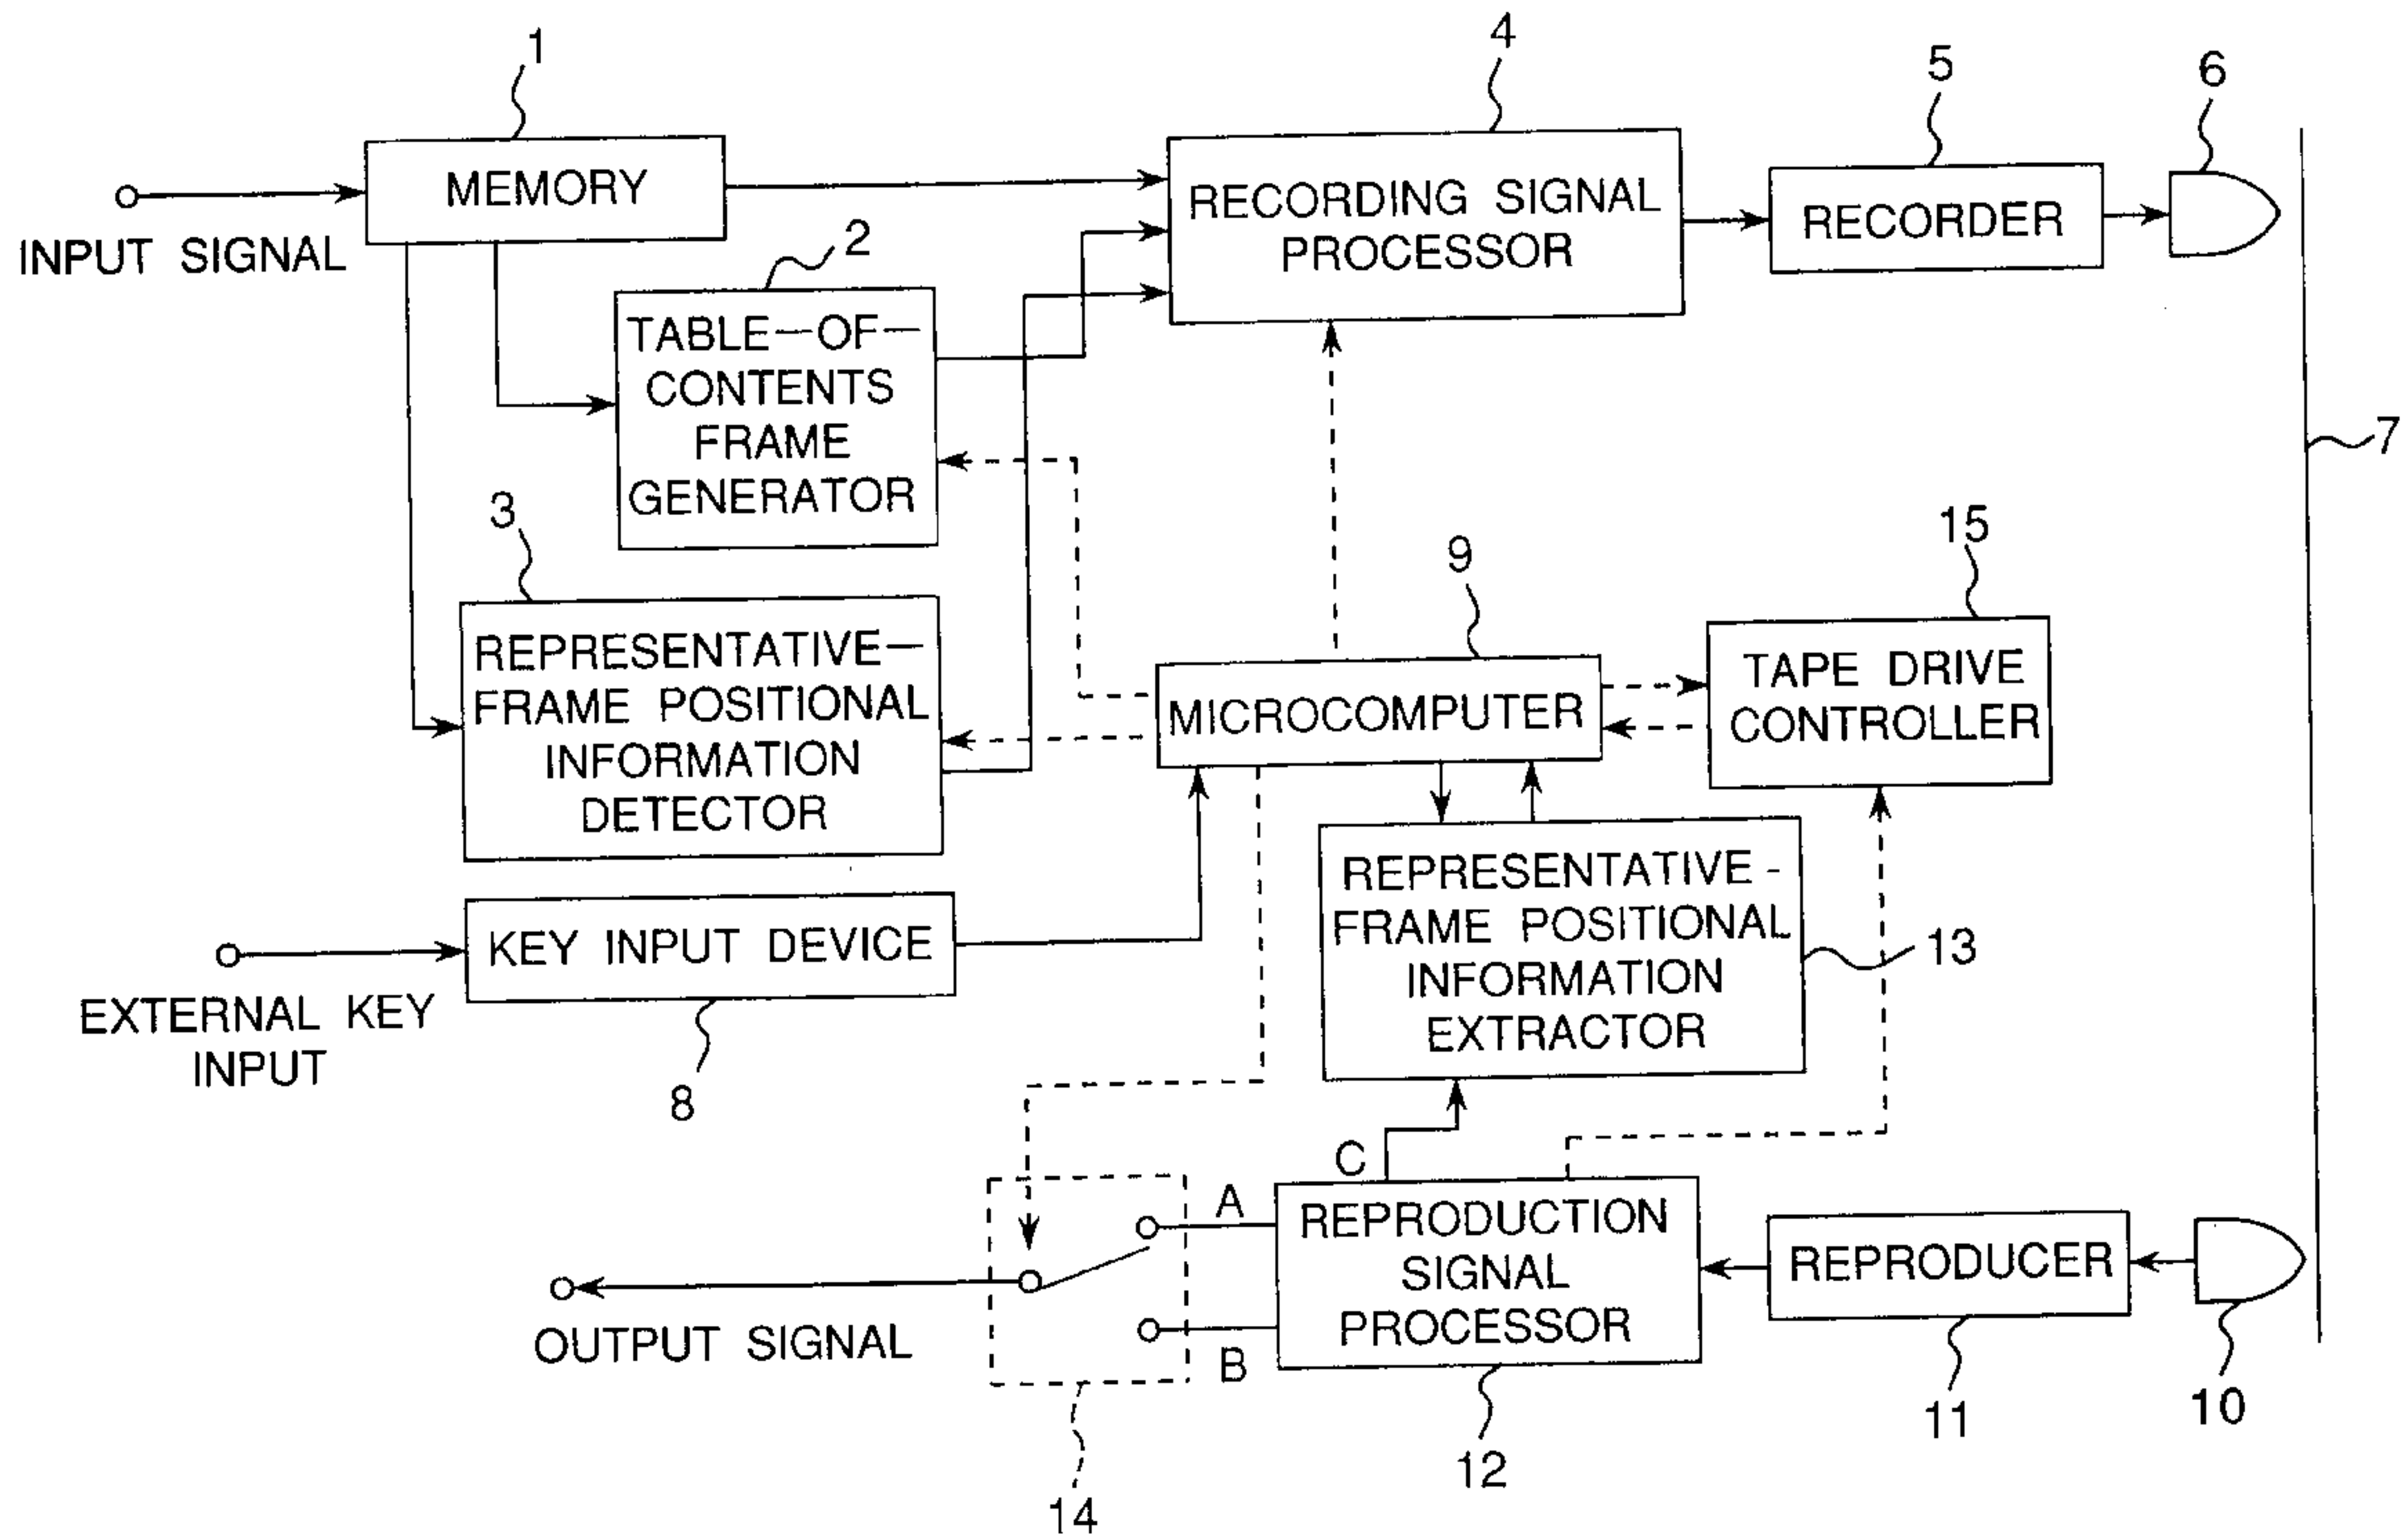 1
4
5
6
MEMORY
RECORDING SIGNAL
PROCESSOR
RECORDER
INPUT SIGNAL
2
TABLE—OF—
CONTENTS
FRAME
GENERATOR
7
3
9
15
REPRESENTATIVE—
FRAME POSITIONAL
INFORMATION
DETECTOR
MICROCOMPUTER
TAPE DRIVE
CONTROLLER
KEY INPUT DEVICE
REPRESENTATIVE-
FRAME POSITIONAL
INFORMATION
EXTRACTOR
13
EXTERNAL KEY
INPUT
8
C
A
REPRODUCTION
SIGNAL
PROCESSOR
REPRODUCER
OUTPUT SIGNAL
B
10
11
12
14